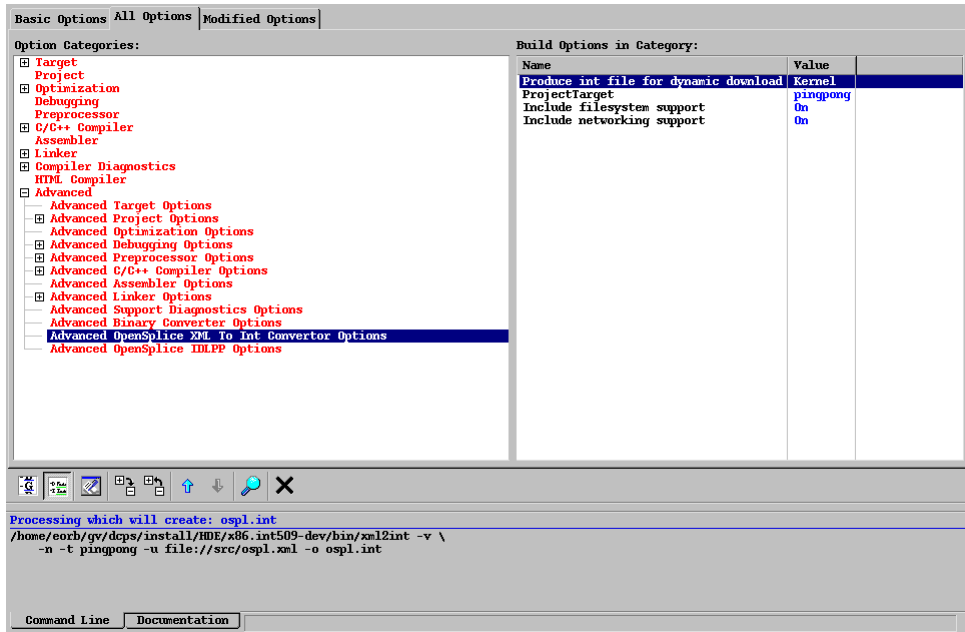 Basic Options All Options Modified Options
Option Categories:
Target
Project
Optimization
Debugging
Preprocessor
C/C++ Compiler
Assembler
Linker
Compiler Diagnostics
HTML Compiler
Advanced
Advanced Target Options
Advanced Project Options
Advanced Optimization Options
Advanced Debugging Options
Advanced Preprocessor Options
Advanced C/C++ Compiler Options
Advanced Assembler Options
Advanced Linker Options
Advanced Support Diagnostics Options
Advanced Binary Converter Options
Advanced OpenSplice XML To Int Convertor Options
Advanced OpenSplice IDLPP Options
Build Options in Category:
Name Value
Produce int file for dynamic download Kernel
ProjectTarget pingpong
Include filesystem support On
Include networking support On
Processing which will create: ospl.int
/home/eorb/gv/dcps/install/HDE/x86.int509-dev/bin/xml2int -v \
-n -t pingpong -u file://src/ospl.xml -o ospl.int
Command Line Documentation